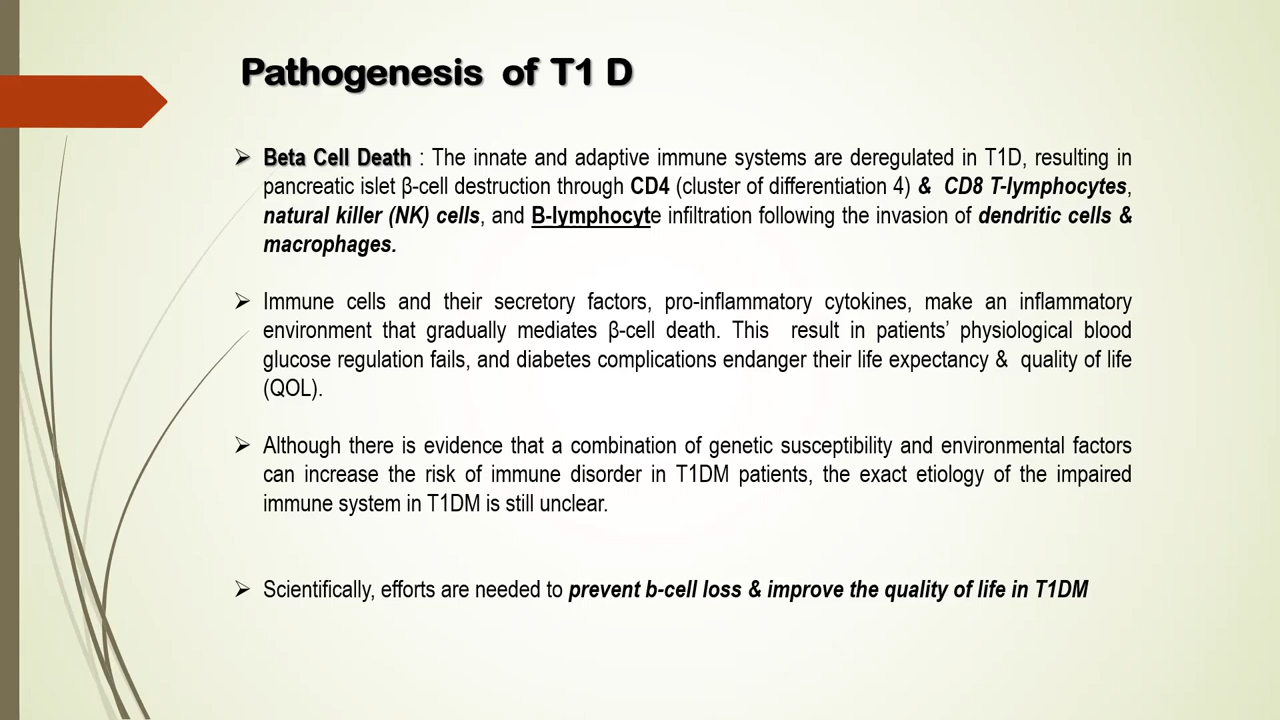 Pathogenesis of T1 D
➢ Beta Cell Death : The innate and adaptive immune systems are deregulated in T1D, resulting in
pancreatic islet β-cell destruction through CD4 (cluster of differentiation 4) & CD8 T-lymphocytes,
natural killer (NK) cells, and B-lymphocyte infiltration following the invasion of dendritic cells &
macrophages.
➢ Immune cells and their secretory factors, pro-inflammatory cytokines, make an inflammatory
environment that gradually mediates β-cell death. This result in patients’ physiological blood
glucose regulation fails, and diabetes complications endanger their life expectancy & quality of life
(QOL).
➢ Although there is evidence that a combination of genetic susceptibility and environmental factors
can increase the risk of immune disorder in T1DM patients, the exact etiology of the impaired
immune system in T1DM is still unclear.
➢ Scientifically, efforts are needed to prevent b-cell loss & improve the quality of life in T1DM